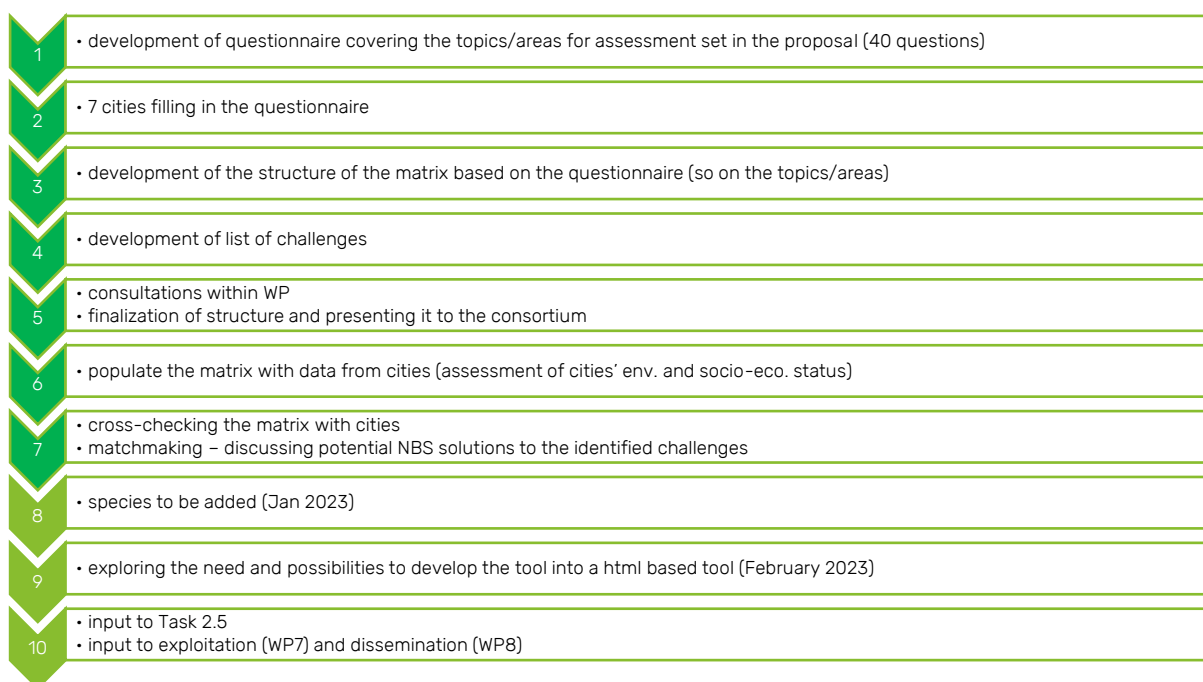 1
• development of questionnaire covering the topics/areas for assessment set in the proposal (40 questions)
2
• 7 cities filling in the questionnaire
3
• development of the structure of the matrix based on the questionnaire (so on the topics/areas)
4
• development of list of challenges
5
• consultations within WP
• finalization of structure and presenting it to the consortium
6
• populate the matrix with data from cities (assessment of cities’ env. and socio-eco. status)
7
• cross-checking the matrix with cities
• matchmaking – discussing potential NBS solutions to the identified challenges
8
• species to be added (Jan 2023)
9
• exploring the need and possibilities to develop the tool into a html based tool (February 2023)
10
• input to Task 2.5
• input to exploitation (WP7) and dissemination (WP8)